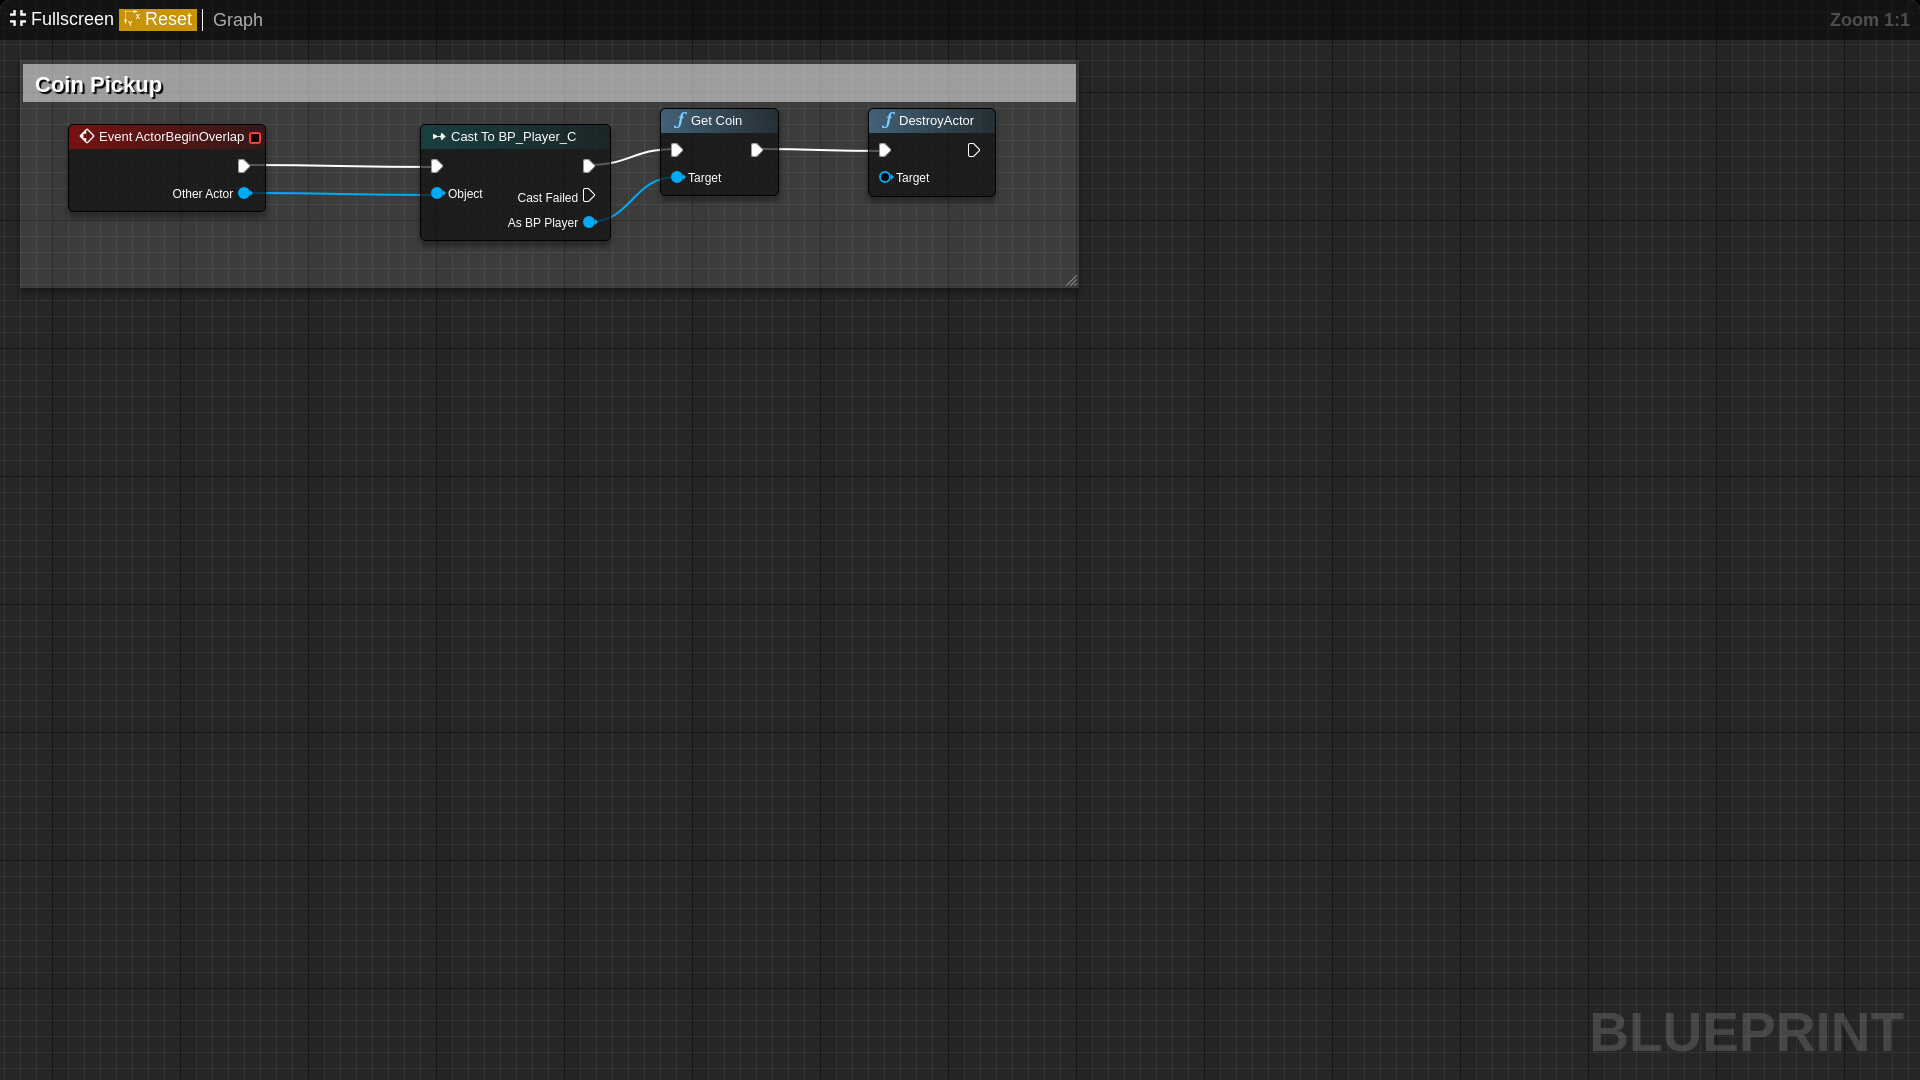 Fullscreen Reset Graph Zoom 1:1
Coin Pickup
Event ActorBeginOverlap
Other Actor
Cast To BP_Player_C
Object
Cast Failed
As BP Player
Get Coin
Target
DestroyActor
Target
BLUEPRINT